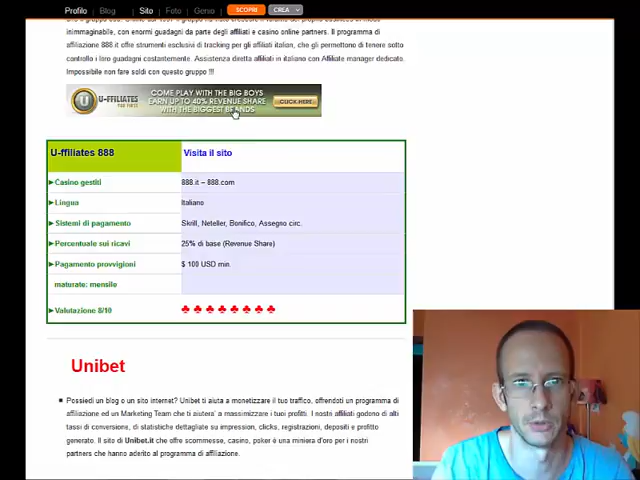 Profilo Blog Sito Foto Genio SCOPRI CREA
inimmaginabile, con enormi guadagni da parte degli affiliati e casino online partners. Il programma di
affiliazione 888.it offre strumenti esclusivi di tracking per gli affiliati italian, che gli permettono di tenere sotto
controllo i loro guadagni costantemente. Assistenza diretta affiliati in italiano con Affiliate manager dedicato.
Impossibile non fare soldi con questo gruppo !!!
U-FFILIATES
COME PLAY WITH THE BIG BOYS
EARN UP TO 40% REVENUE SHARE
WITH THE BIGGEST BRANDS
CLICK HERE
U-ffiliates 888 Visita il sito
►Casino gestiti 888.it – 888.com
►Lingua Italiano
►Sistemi di pagamento Skrill, Neteller, Bonifico, Assegno circ.
►Percentuale sui ricavi 25% di base (Revenue Share)
►Pagamento provvigioni $ 100 USD min.
maturate: mensile
►Valutazione 8/10 ♣ ♣ ♣ ♣ ♣ ♣ ♣ ♣
Unibet
Possiedi un blog o un sito internet? Unibet ti aiuta a monetizzare il tuo traffico, offrendoti un programma di
affiliazione ed un Marketing Team che ti aiutera' a massimizzare i tuoi profitti. I nostri affiliati godono di alti
tassi di conversione, di statistiche dettagliate su impression, clicks, registrazioni, depositi e profitto
generato. Il sito di Unibet.it che offre scommesse, casino, poker è una miniera d'oro per i nostri
partners che hanno aderito al programma di affiliazione.